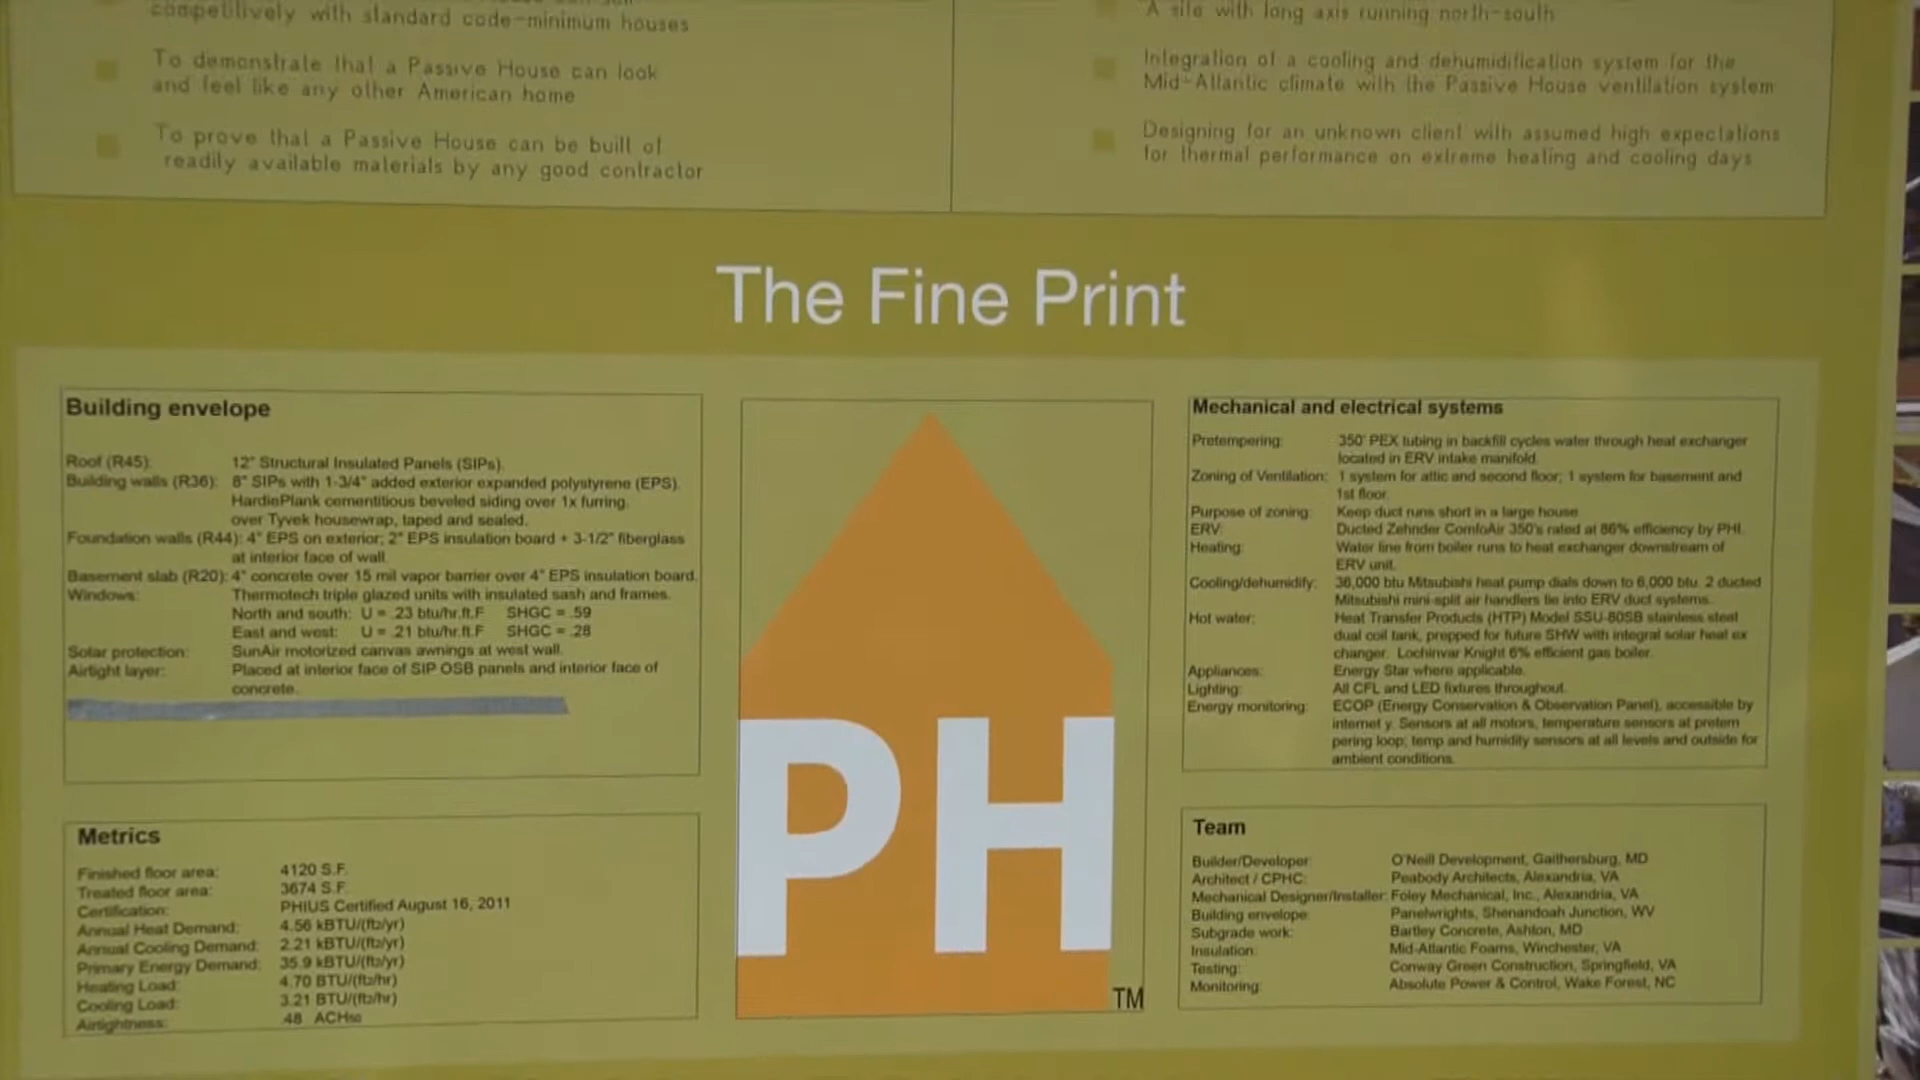 competitively with standard code-minimum houses
To demonstrate that a Passive House can look
and feel like any other American home
To prove that a Passive House can be built of
readily available materials by any good contractor
A site with long axis running north-south
Integration of a cooling and dehumidification system for the
Mid-Atlantic climate with the Passive House ventilation system
Designing for an unknown client with assumed high expectations
for thermal performance on extreme heating and cooling days
The Fine Print
Building envelope
Roof (R45): 12" Structural Insulated Panels (SIPs).
Building walls (R36): 8" SIPs with 1-3/4" added exterior expanded polystyrene (EPS).
HardiePlank cementitious beveled siding over 1x furring.
over Tyvek housewrap, taped and sealed.
Foundation walls (R44): 4" EPS on exterior; 2" EPS insulation board + 3-1/2" fiberglass
at interior face of wall.
Basement slab (R20): 4" concrete over 15 mil vapor barrier over 4" EPS insulation board.
Windows: Thermotech triple glazed units with insulated sash and frames.
North and south: U = .23 btu/hr.ft.F SHGC = .59
East and west: U = .21 btu/hr.ft.F SHGC = .28
Solar protection: SunAir motorized canvas awnings at west wall.
Airtight layer: Placed at interior face of SIP OSB panels and interior face of
concrete.
Metrics
Finished floor area: 4120 S.F.
Treated floor area: 3674 S.F.
Certification: PHIUS Certified August 16, 2011
Annual Heat Demand: 4.56 kBTU/(ft2/yr)
Annual Cooling Demand: 2.21 kBTU/(ft2/yr)
Primary Energy Demand: 35.9 kBTU/(ft2/yr)
Heating Load: 4.70 BTU/(ft2/hr)
Cooling Load: 3.21 BTU/(ft2/hr)
Airtightness: .48 ACH50
PH
TM
Mechanical and electrical systems
Pretempering: 350' PEX tubing in backfill cycles water through heat exchanger
located in ERV intake manifold.
Zoning of Ventilation: 1 system for attic and second floor; 1 system for basement and
1st floor.
Purpose of zoning: Keep duct runs short in a large house
ERV: Ducted Zehnder ComfoAir 350's rated at 86% efficiency by PHI.
Heating: Water line from boiler runs to heat exchanger downstream of
ERV unit.
Cooling/dehumidify: 36,000 btu Mitsubishi heat pump dials down to 6,000 btu. 2 ducted
Mitsubishi mini-split air handlers tie into ERV duct systems.
Hot water: Heat Transfer Products (HTP) Model SSU-80SB stainless steel
dual coil tank, prepped for future SHW with integral solar heat ex
changer. Lochinvar Knight 6% efficient gas boiler.
Appliances: Energy Star where applicable.
Lighting: All CFL and LED fixtures throughout.
Energy monitoring: ECOP (Energy Conservation & Observation Panel), accessible by
internet y. Sensors at all motors, temperature sensors at pretem
pering loop; temp and humidity sensors at all levels and outside for
ambient conditions.
Team
Builder/Developer: O'Neill Development, Gaithersburg, MD
Architect / CPHC: Peabody Architects, Alexandria, VA
Mechanical Designer/Installer: Foley Mechanical, Inc., Alexandria, VA
Building envelope: Panelwrights, Shenandoah Junction, WV
Subgrade work: Bartley Concrete, Ashton, MD
Insulation: Mid-Atlantic Foams, Winchester, VA
Testing: Conway Green Construction, Springfield, VA
Monitoring: Absolute Power & Control, Wake Forest, NC